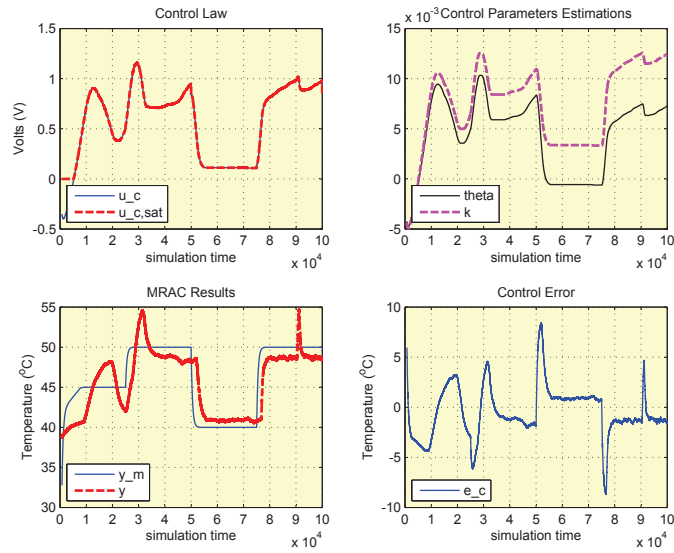 Control Law
1.5
1
0.5
0
-0.5
Volts (V)
u_c
u_c,sat
0 1 2 3 4 5 6 7 8 9 10
simulation time
x 10^4
x 10^-3 Control Parameters Estimations
15
10
5
0
-5
theta
k
0 1 2 3 4 5 6 7 8 9 10
simulation time
x 10^4
MRAC Results
55
50
45
40
35
30
Temperature (^0C)
y_m
y
0 1 2 3 4 5 6 7 8 9 10
simulation time
x 10^4
Control Error
10
5
0
-5
-10
Temperature (^0C)
e_c
0 1 2 3 4 5 6 7 8 9 10
simulation time
x 10^4